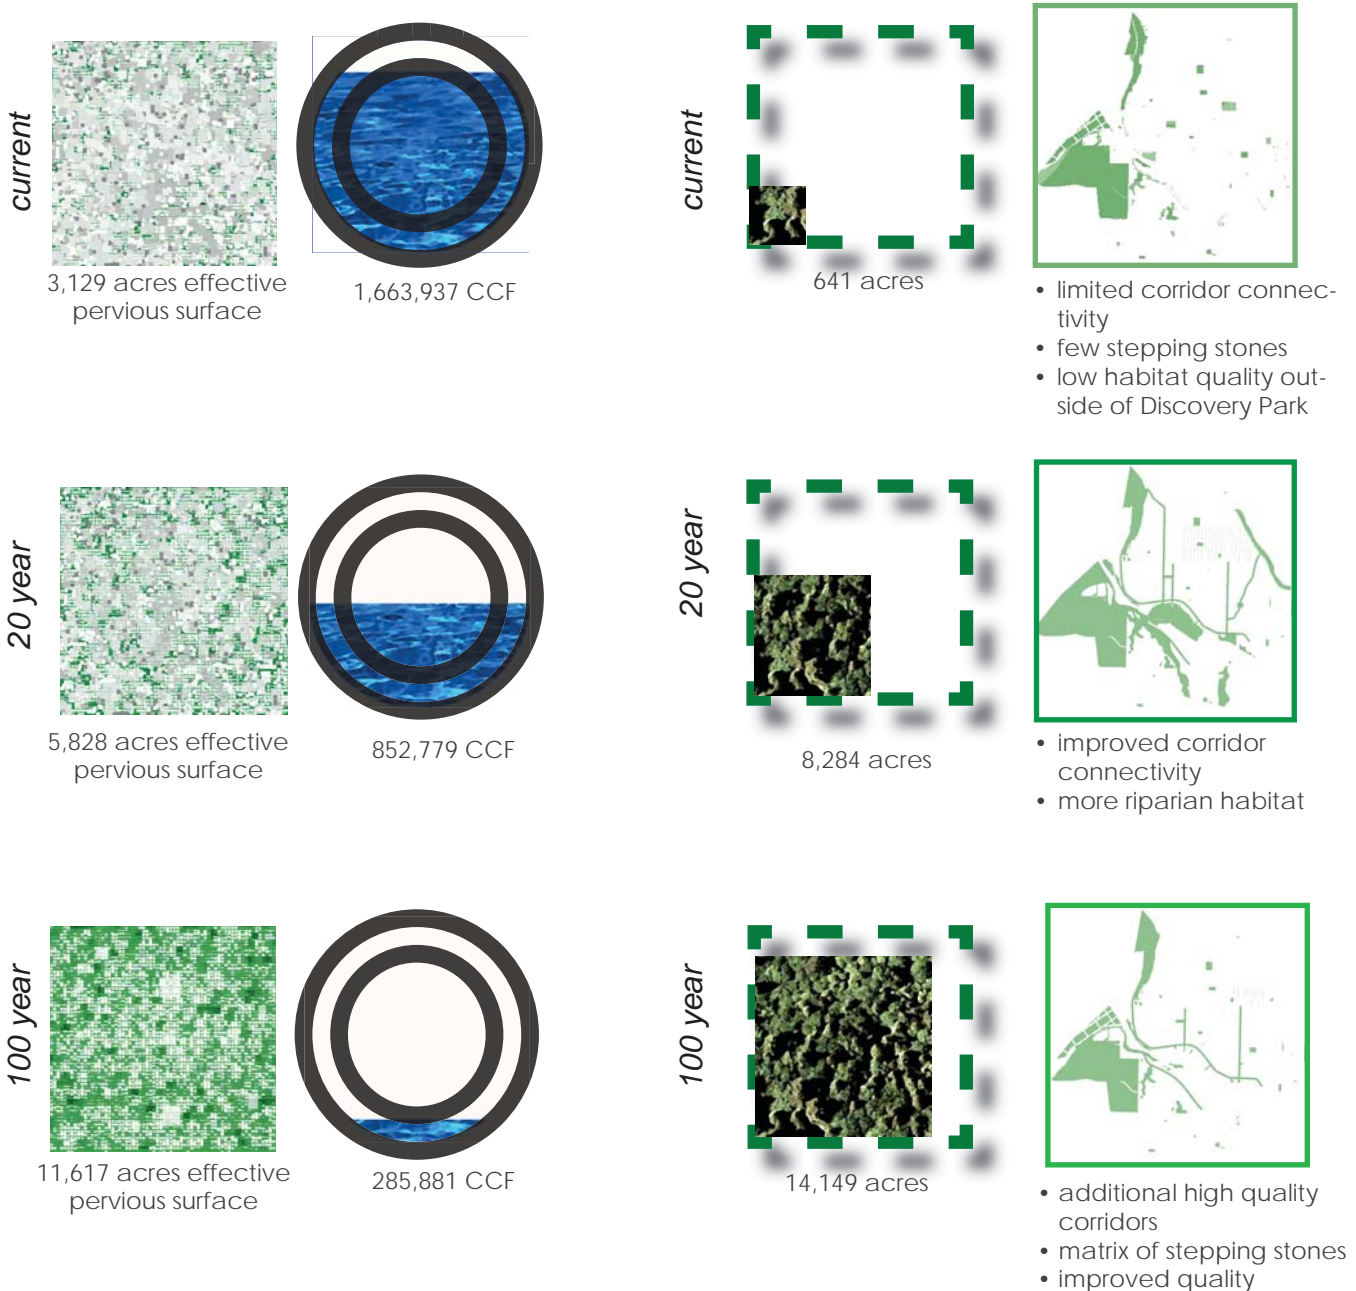 current
3,129 acres effective
pervious surface
1,663,937 CCF
current
641 acres
• limited corridor connec-
tivity
• few stepping stones
• low habitat quality out-
side of Discovery Park
20 year
5,828 acres effective
pervious surface
852,779 CCF
20 year
8,284 acres
• improved corridor
connectivity
• more riparian habitat
100 year
11,617 acres effective
pervious surface
285,881 CCF
100 year
14,149 acres
• additional high quality
corridors
• matrix of stepping stones
• improved quality